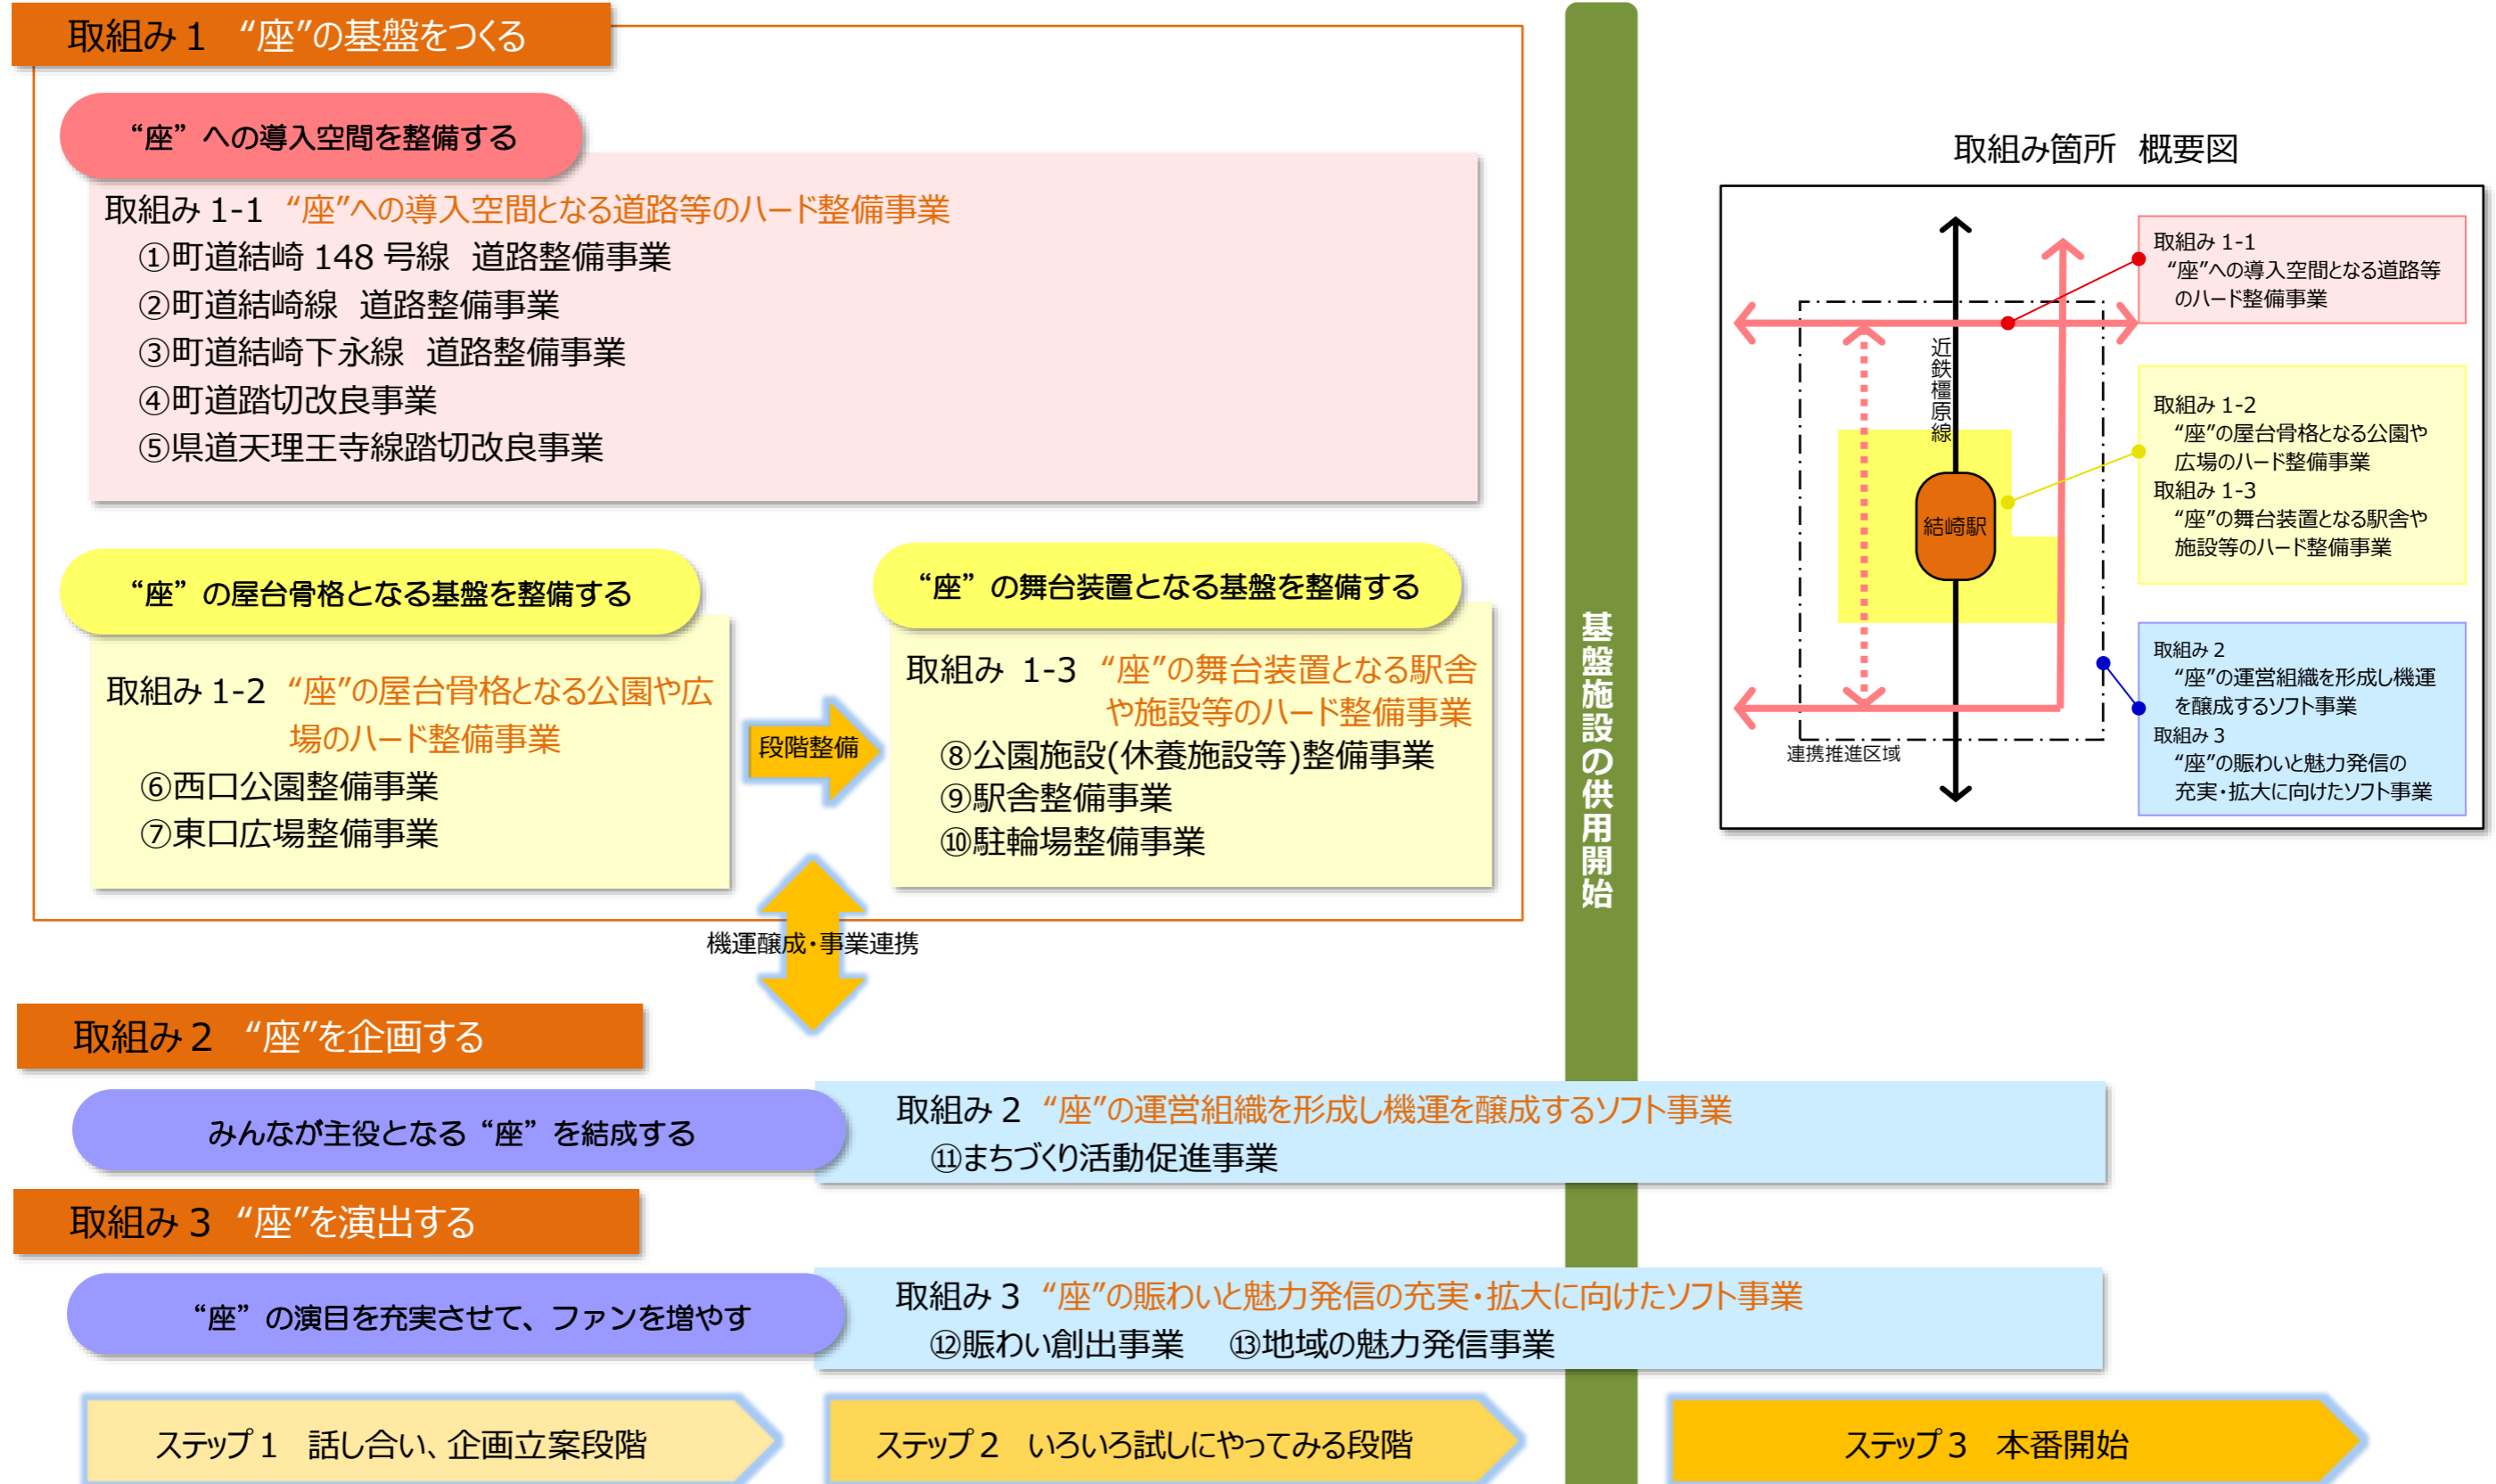 取組み１ “座”の基盤をつくる
“座”への導入空間を整備する
取組み 1-1 “座”への導入空間となる道路等のハード整備事業
①町道結崎 148 号線 道路整備事業
②町道結崎線 道路整備事業
③町道結崎下永線 道路整備事業
④町道踏切改良事業
⑤県道天理王寺線踏切改良事業
“座”の屋台骨格となる基盤を整備する
取組み 1-2 “座”の屋台骨格となる公園や広
場のハード整備事業
⑥西口公園整備事業
⑦東口広場整備事業
段階整備
“座”の舞台装置となる基盤を整備する
取組み 1-3 “座”の舞台装置となる駅舎
や施設等のハード整備事業
⑧公園施設(休養施設等)整備事業
⑨駅舎整備事業
⑩駐輪場整備事業
機運醸成・事業連携
基盤施設の供用開始
取組み箇所 概要図
近鉄橿原線
結崎駅
連携推進区域
取組み 1-1
“座”への導入空間となる道路等
のハード整備事業
取組み 1-2
“座”の屋台骨格となる公園や
広場のハード整備事業
取組み 1-3
“座”の舞台装置となる駅舎や
施設等のハード整備事業
取組み 2
“座”の運営組織を形成し機運
を醸成するソフト事業
取組み 3
“座”の賑わいと魅力発信の
充実・拡大に向けたソフト事業
取組み２ “座”を企画する
みんなが主役となる“座”を結成する
取組み 2 “座”の運営組織を形成し機運を醸成するソフト事業
⑪まちづくり活動促進事業
取組み３ “座”を演出する
“座”の演目を充実させて、ファンを増やす
取組み 3 “座”の賑わいと魅力発信の充実・拡大に向けたソフト事業
⑫賑わい創出事業 ⑬地域の魅力発信事業
ステップ１ 話し合い、企画立案段階
ステップ２ いろいろ試しにやってみる段階
ステップ３ 本番開始